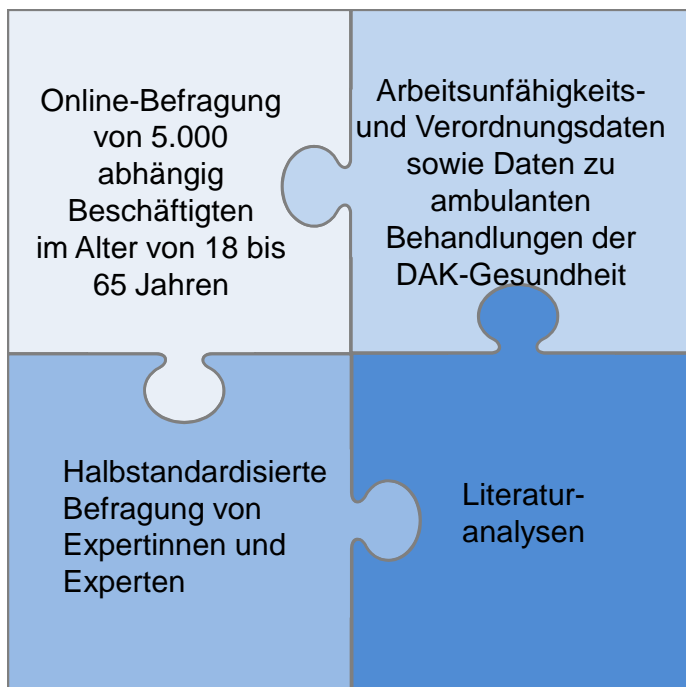 Online-Befragung
von 5.000
abhängig
Beschäftigten
im Alter von 18 bis
65 Jahren
Arbeitsunfähigkeits-
und Verordnungsdaten
sowie Daten zu
ambulanten
Behandlungen der
DAK-Gesundheit
Halbstandardisierte
Befragung von
Expertinnen und
Experten
Literatur-
analysen